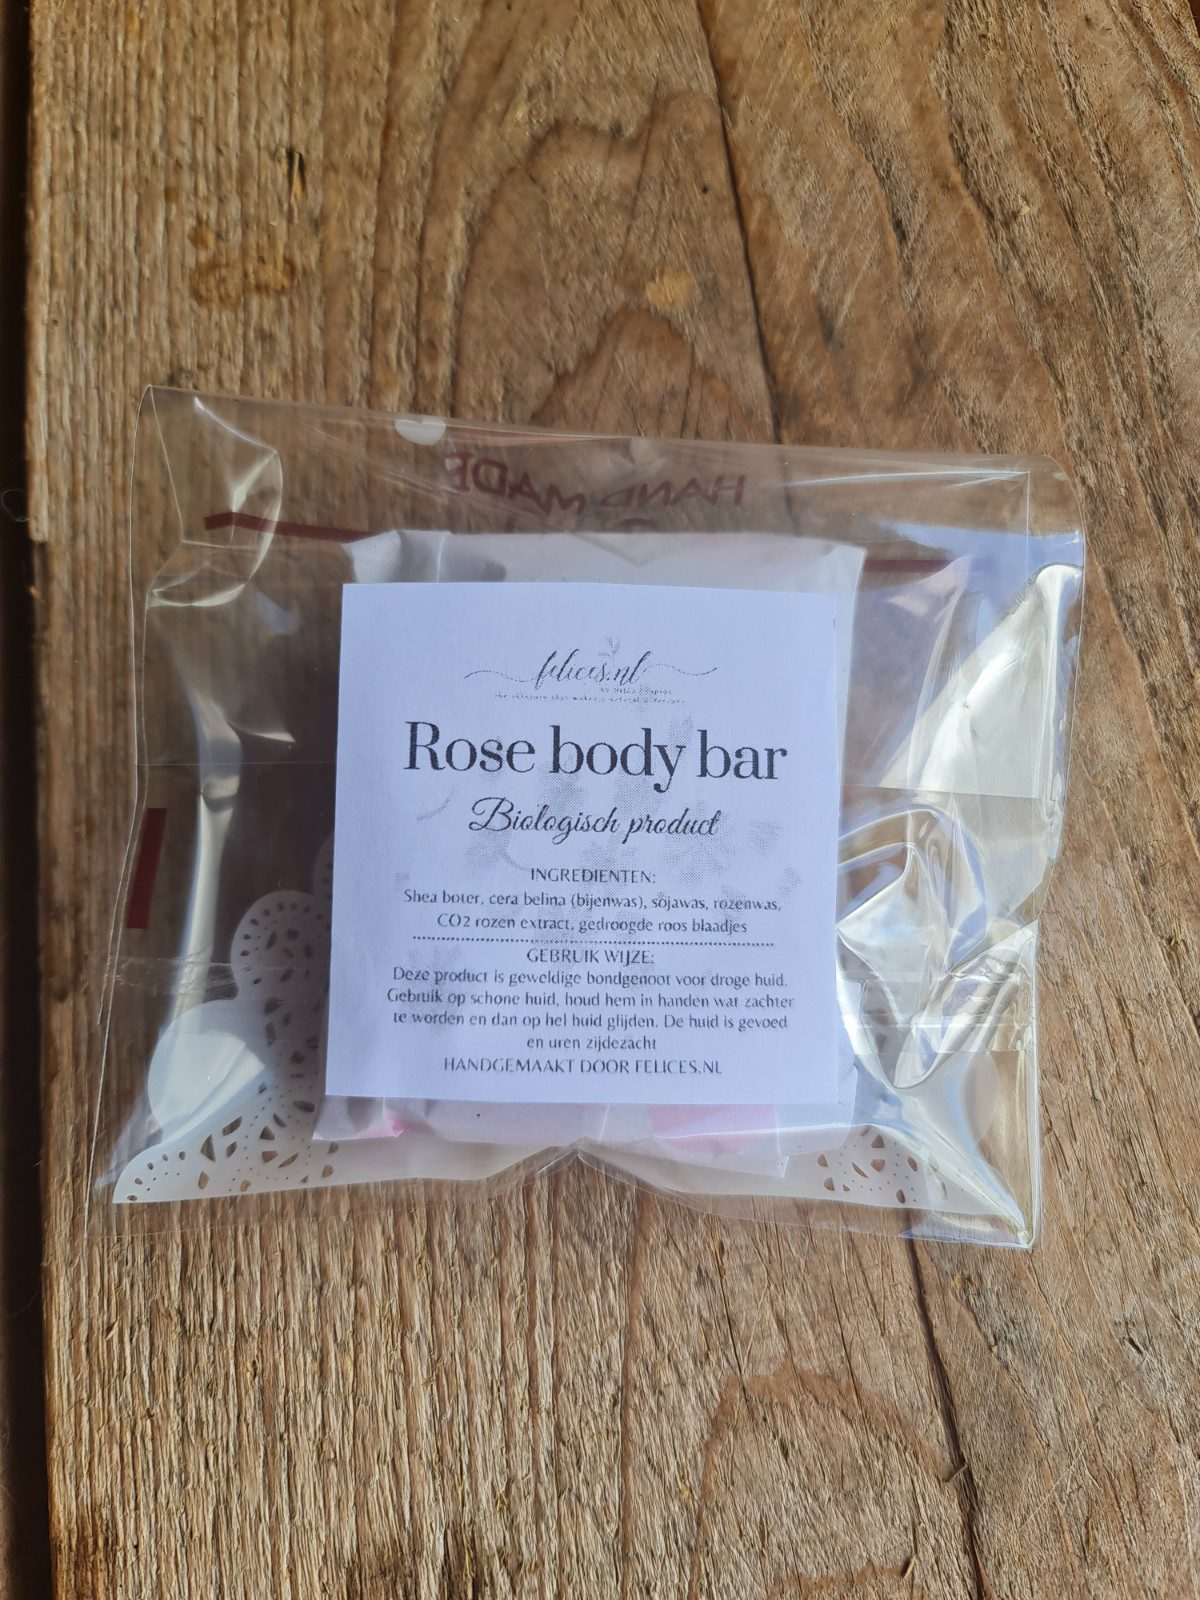 HAND MADE
felices.nl
Rose body bar
Biologisch product
INGREDIENTEN:
Shea boter, cera belina (bijenwas), sojawas, rozenwas,
CO2 rozen extract, gedroogde roos blaadjes
GEBRUIK WIJZE:
Deze product is geweldige bondgenoot voor droge huid.
Gebruik op schone huid, houd hem in handen wat zachter
te worden en dan op hel huid glijden. De huid is gevoed
en uren zijdezacht
HANDGEMAAKT DOOR FELICES.NL